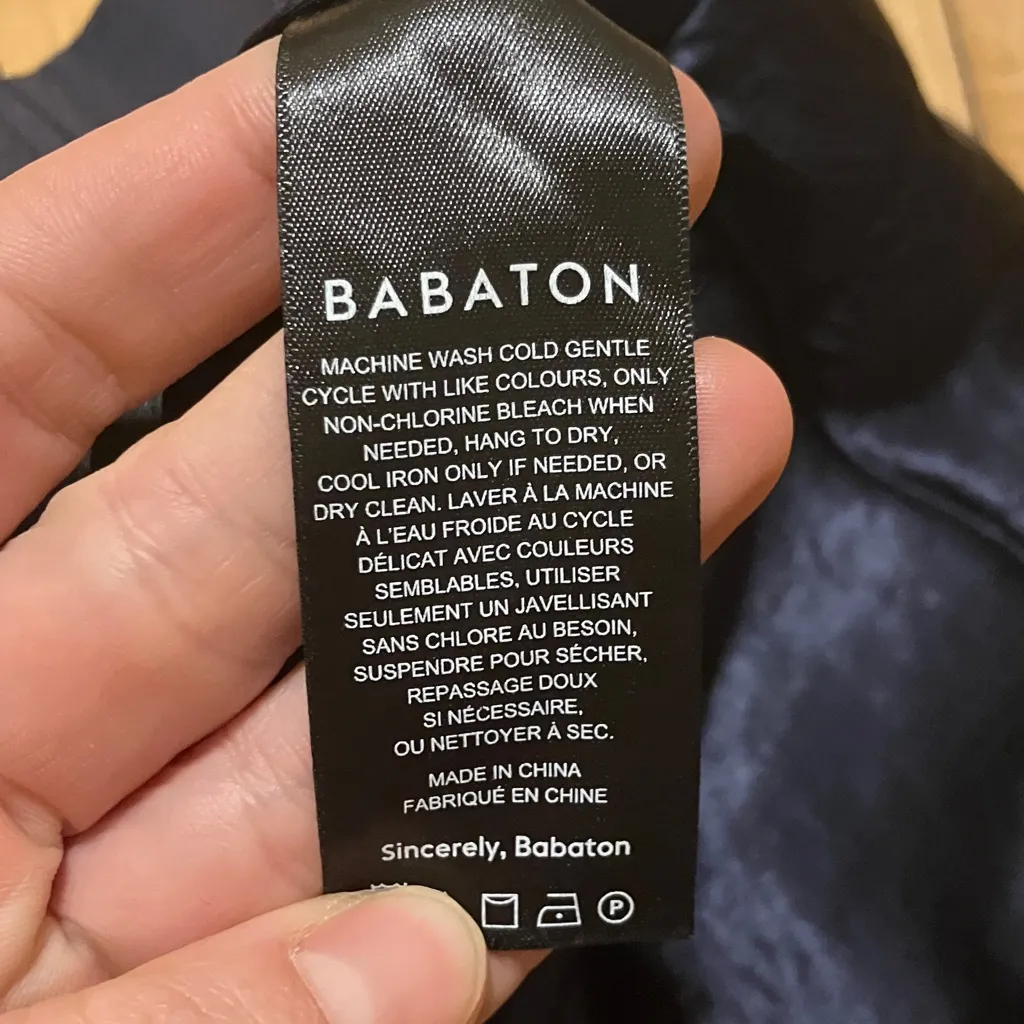 BABATON
MACHINE WASH COLD GENTLE
CYCLE WITH LIKE COLOURS, ONLY
NON-CHLORINE BLEACH WHEN
NEEDED, HANG TO DRY,
COOL IRON ONLY IF NEEDED, OR
DRY CLEAN. LAVER À LA MACHINE
À L'EAU FROIDE AU CYCLE
DÉLICAT AVEC COULEURS
SEMBLABLES, UTILISER
SEULEMENT UN JAVELLISANT
SANS CHLORE AU BESOIN,
SUSPENDRE POUR SÉCHER,
REPASSAGE DOUX
SI NÉCESSAIRE,
OU NETTOYER À SEC.
MADE IN CHINA
FABRIQUÉ EN CHINE
Sincerely, Babaton
P